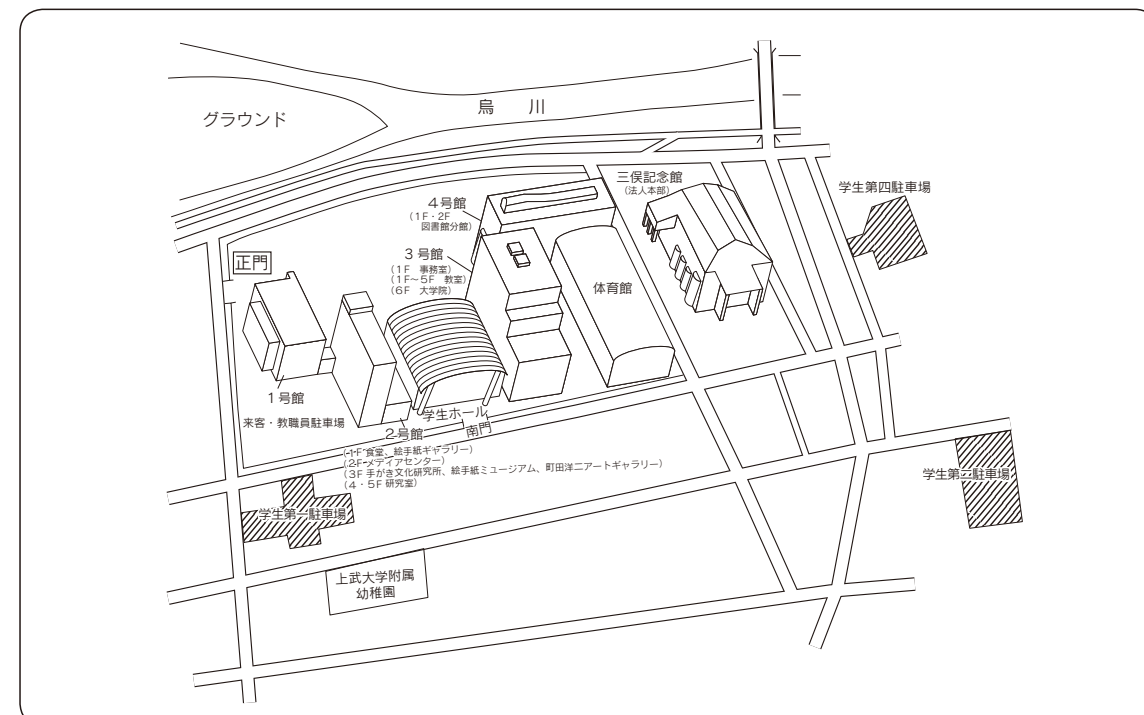 グラウンド
烏　川
三俣記念館
（法人本部）
学生第四駐車場
４号館
（１F・２F
図書館分館）
正門
３号館
（１F　事務室）
（１F～５F　教室）
（６F　大学院）
体育館
１号館
来客・教職員駐車場
学生ホール
２号館
南門
（１F 食堂、絵手紙ギャラリー）
（２F メディアセンター）
（３F 手がき文化研究所、絵手紙ミュージアム、町田洋二アートギャラリー）
（４・５F 研究室）
学生第一駐車場
学生第二駐車場
上武大学附属
幼稚園